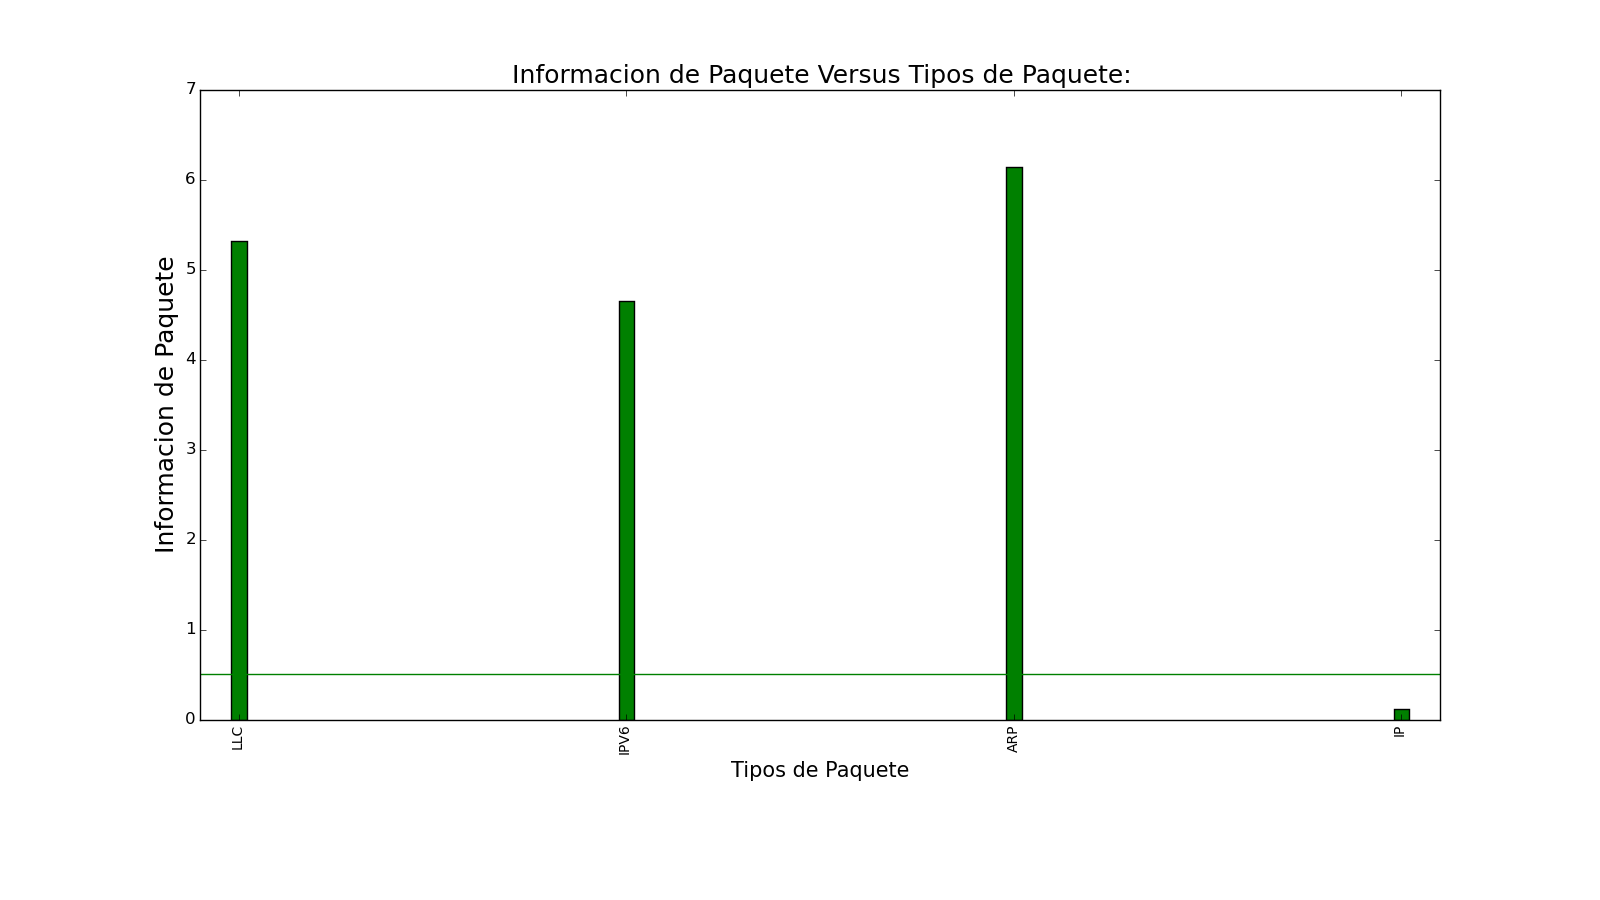 Informacion de Paquete Versus Tipos de Paquete:
7
6
5
4
3
2
1
0
Informacion de Paquete
LLC
IPV6
ARP
IP
Tipos de Paquete